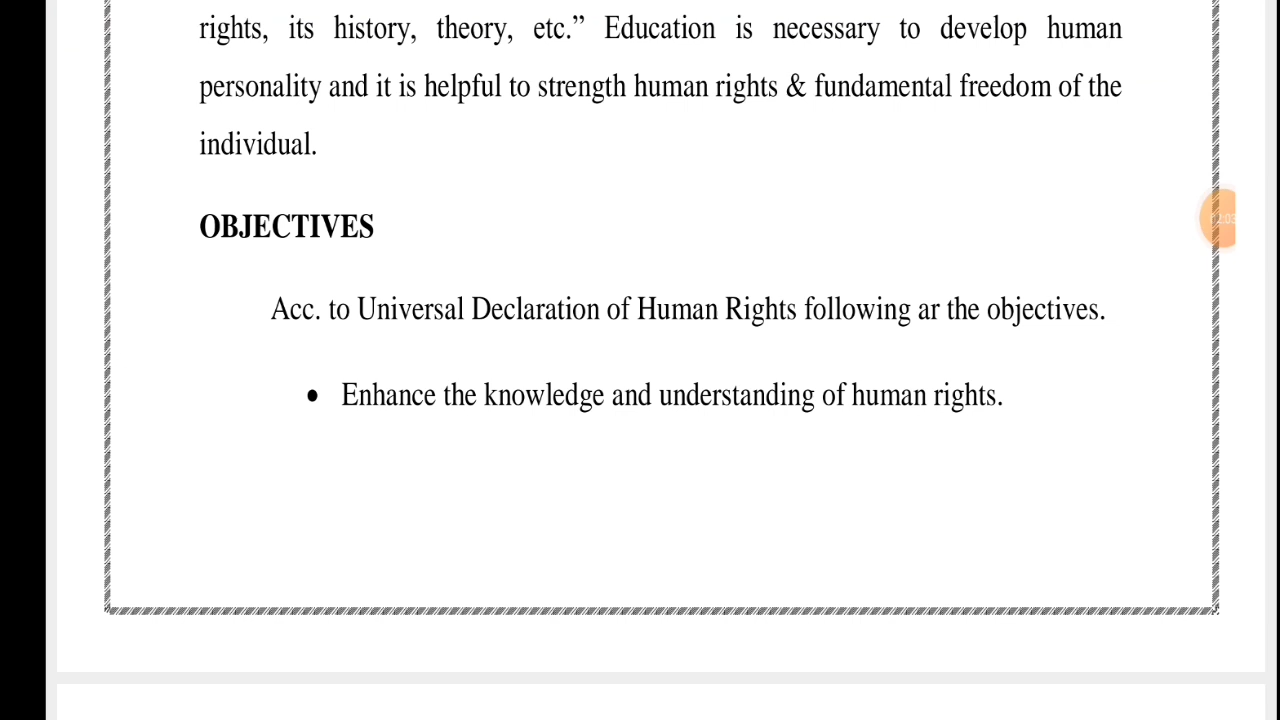 rights, its history, theory, etc.” Education is necessary to develop human
personality and it is helpful to strength human rights & fundamental freedom of the
individual.
OBJECTIVES
Acc. to Universal Declaration of Human Rights following ar the objectives.
• Enhance the knowledge and understanding of human rights.